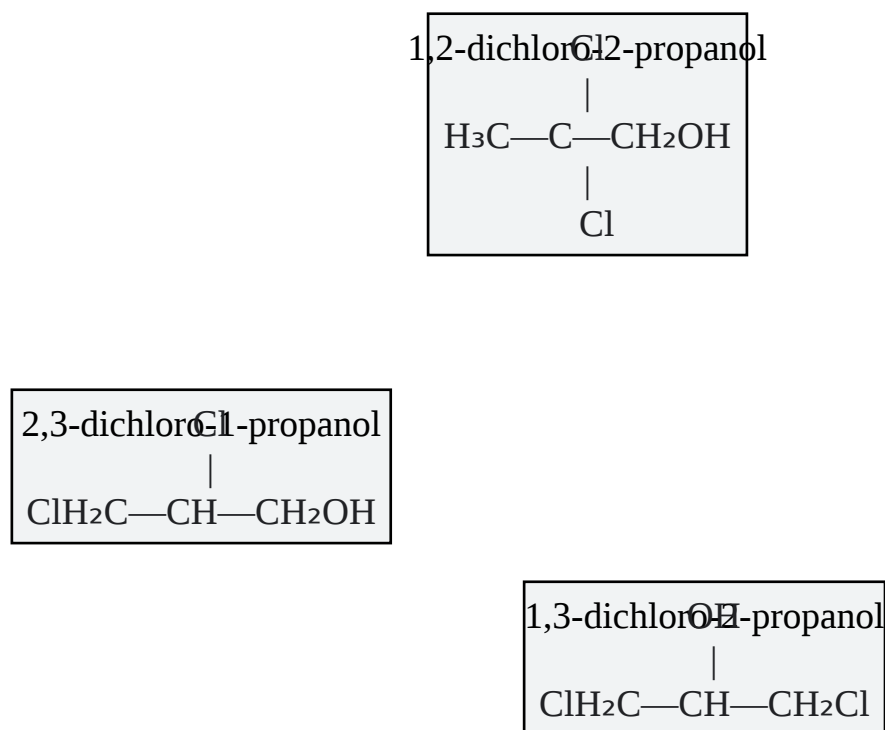 1,2-dichloro-2-propanol
Cl
|
H₃C—C—CH₂OH
|
Cl
2,3-dichloro-1-propanol
Cl
|
ClH₂C—CH—CH₂OH
1,3-dichloro-2-propanol
OH
|
ClH₂C—CH—CH₂Cl